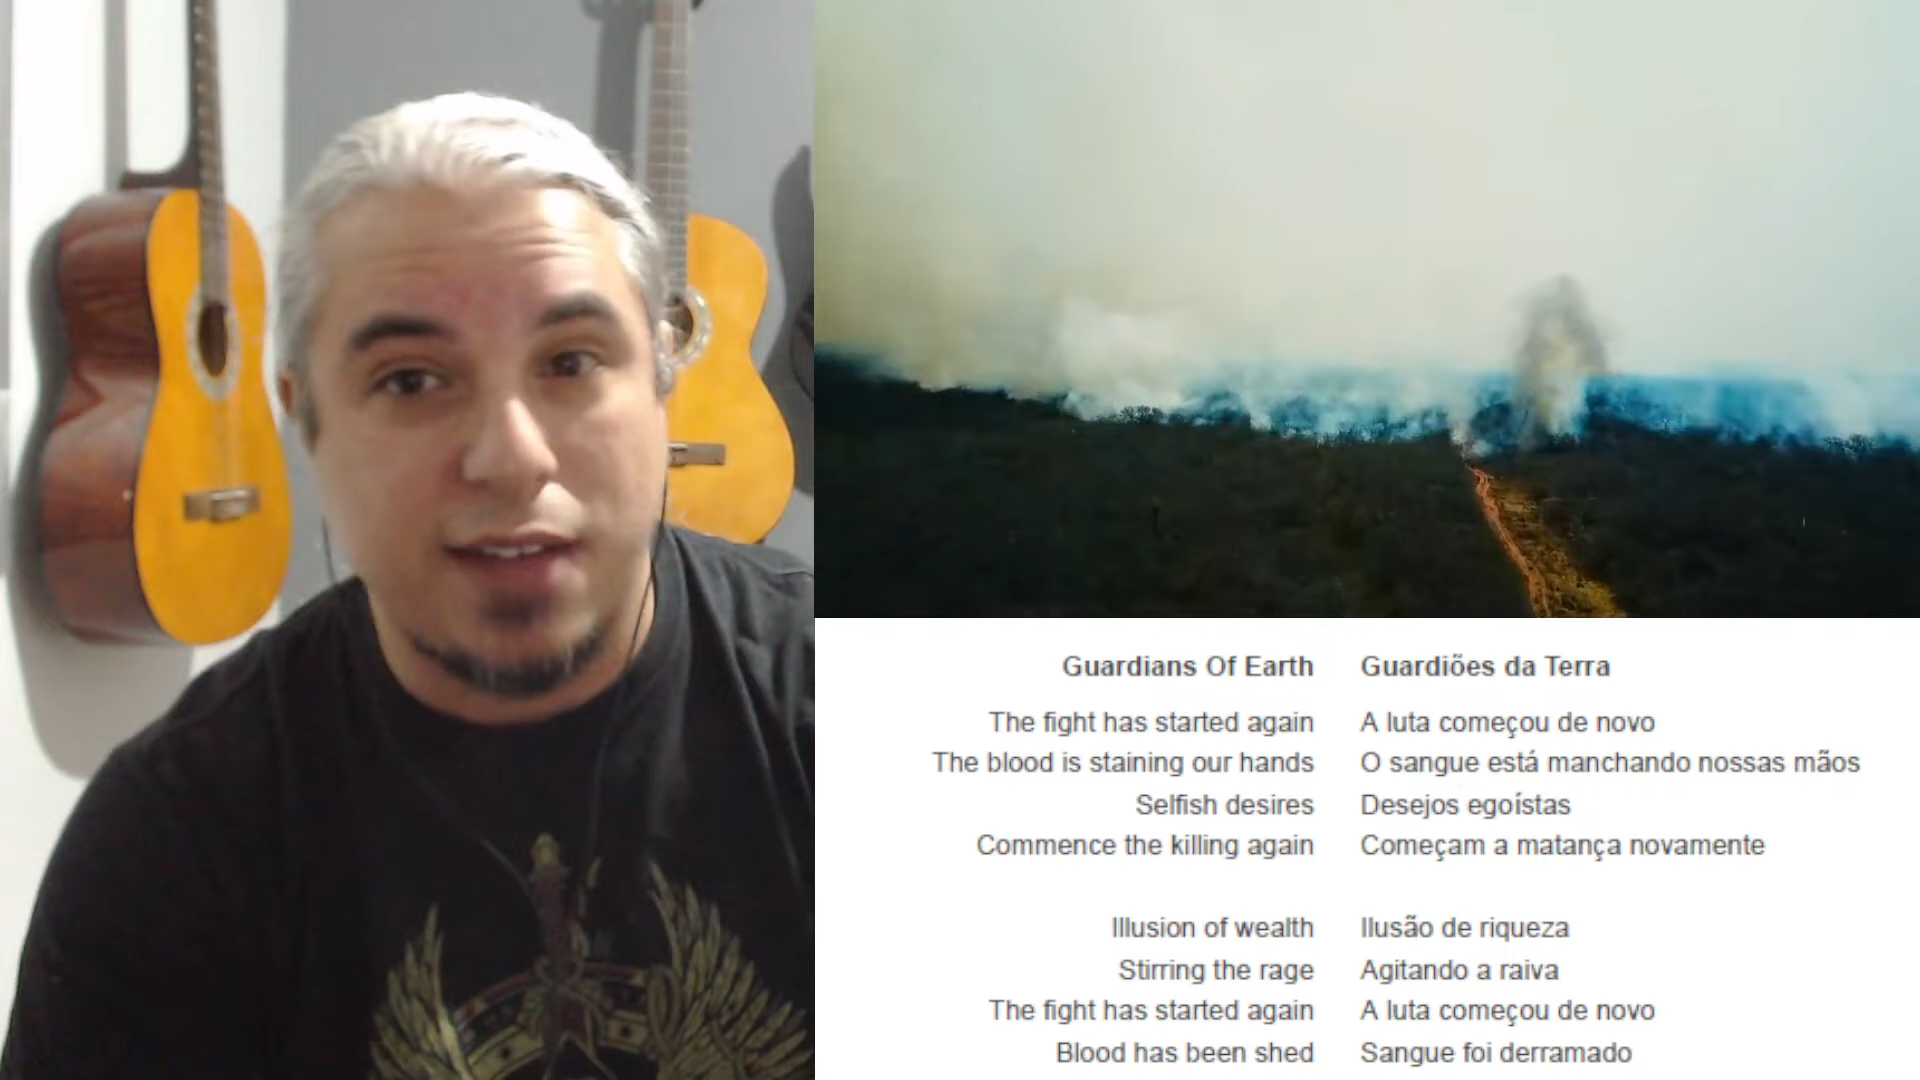 Guardians Of Earth
The fight has started again
The blood is staining our hands
Selfish desires
Commence the killing again
Illusion of wealth
Stirring the rage
The fight has started again
Blood has been shed
Guardiões da Terra
A luta começou de novo
O sangue está manchando nossas mãos
Desejos egoístas
Começam a matança novamente
Ilusão de riqueza
Agitando a raiva
A luta começou de novo
Sangue foi derramado